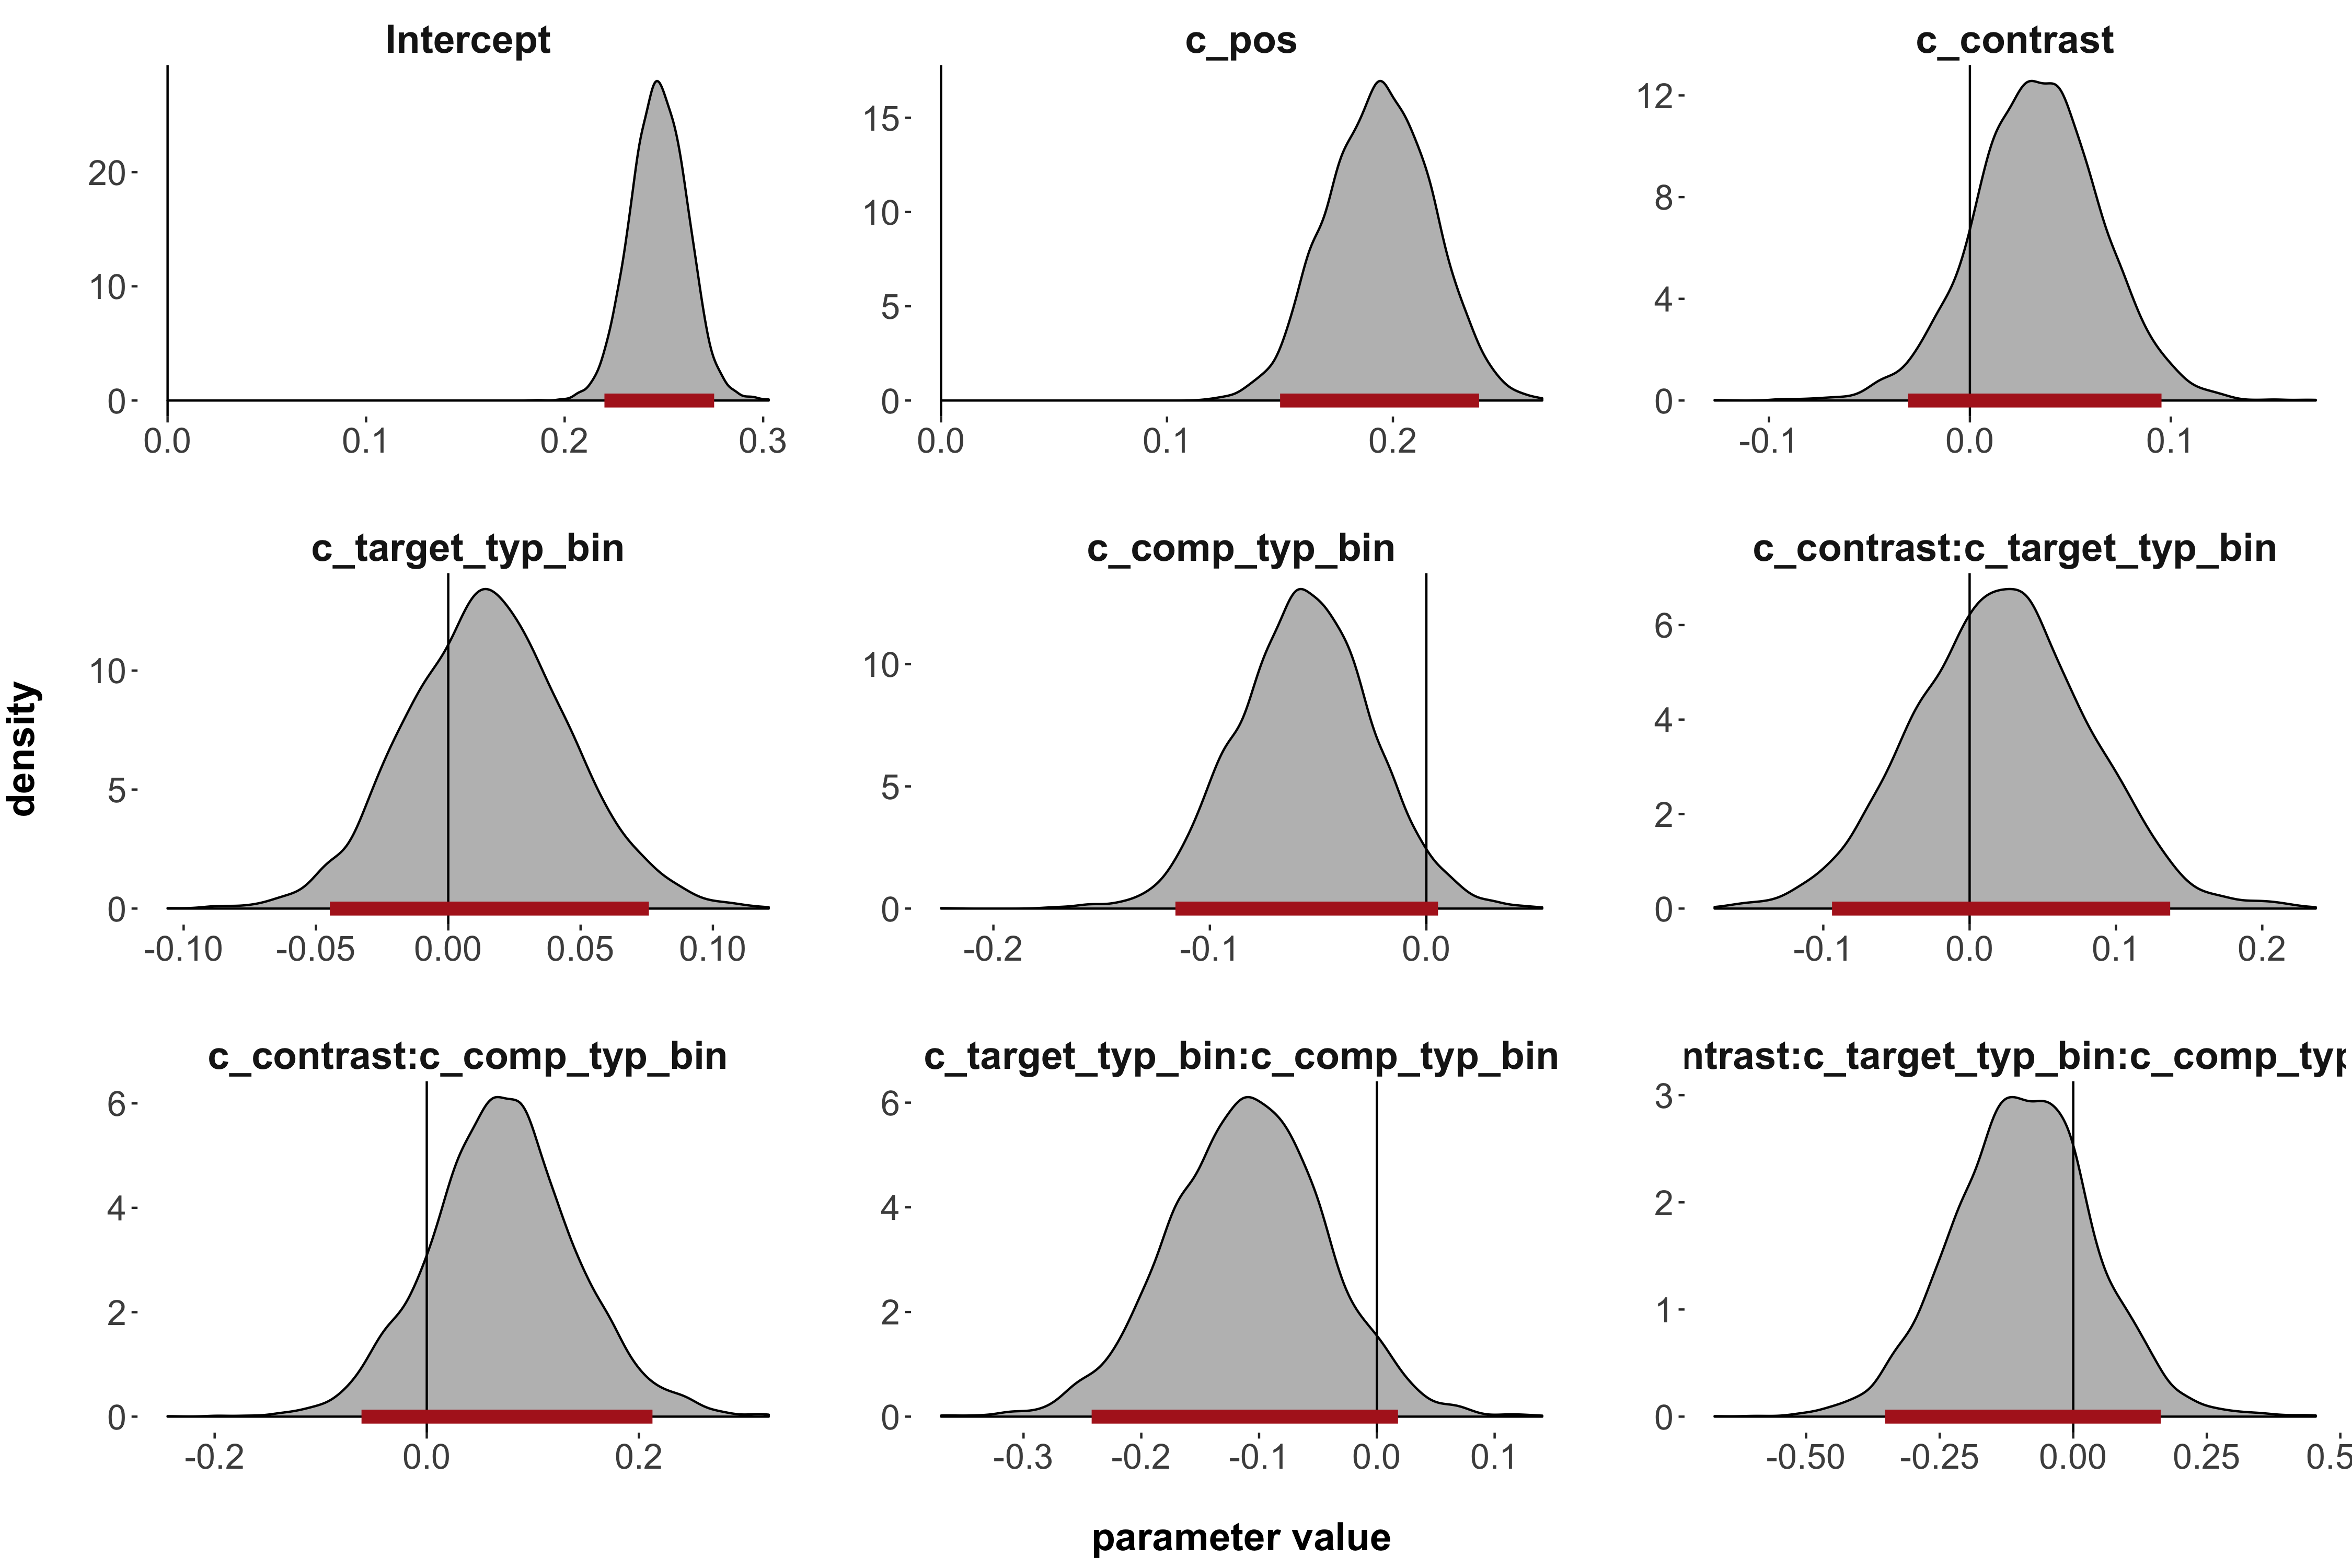 Intercept
c_pos
c_contrast
20
10
0
0.0 0.1 0.2 0.3
15
10
5
0
0.0 0.1 0.2
12
8
4
0
-0.1 0.0 0.1
c_target_typ_bin
c_comp_typ_bin
c_contrast:c_target_typ_bin
density
10
5
0
-0.10 -0.05 0.00 0.05 0.10
10
5
0
-0.2 -0.1 0.0
6
4
2
0
-0.1 0.0 0.1 0.2
c_contrast:c_comp_typ_bin
c_target_typ_bin:c_comp_typ_bin
ntrast:c_target_typ_bin:c_comp_typ
6
4
2
0
-0.2 0.0 0.2
6
4
2
0
-0.3 -0.2 -0.1 0.0 0.1
3
2
1
0
-0.50 -0.25 0.00 0.25 0.5
parameter value